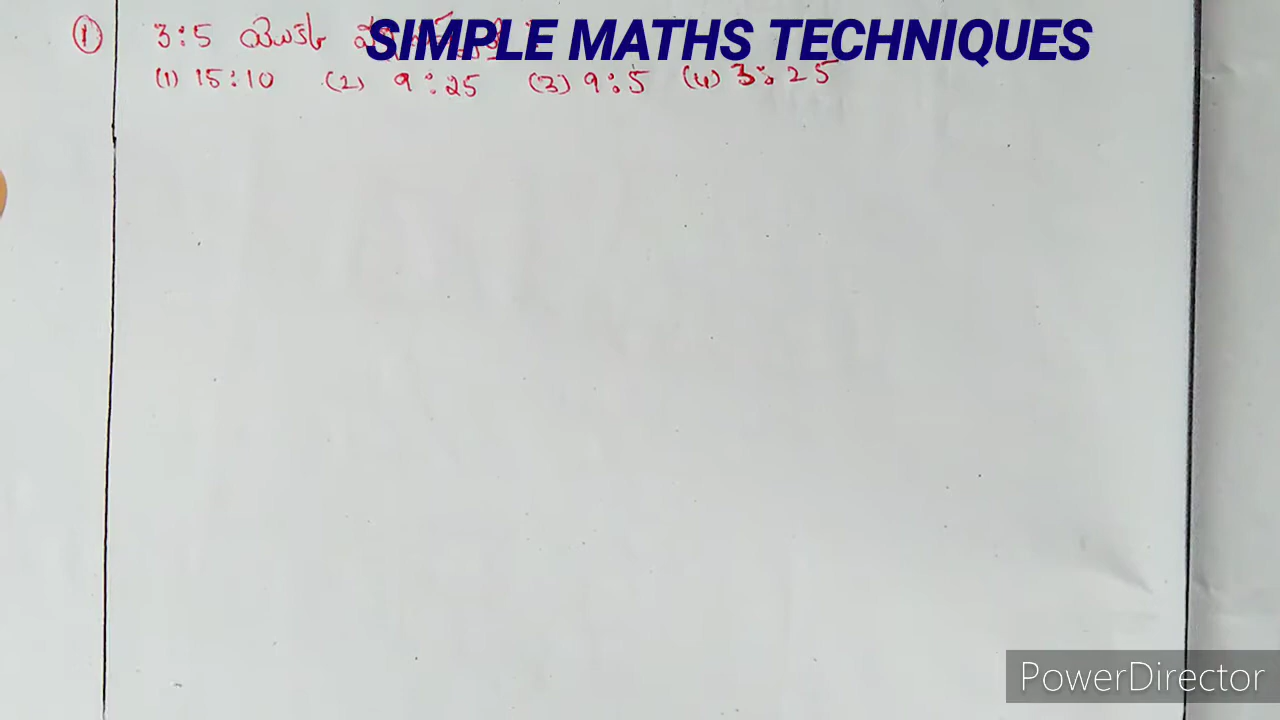 SIMPLE MATHS TECHNIQUES
① 3:5 యొక్క
(1) 15:10 (2) 9:25 (3) 9:5 (4) 3:25
PowerDirector